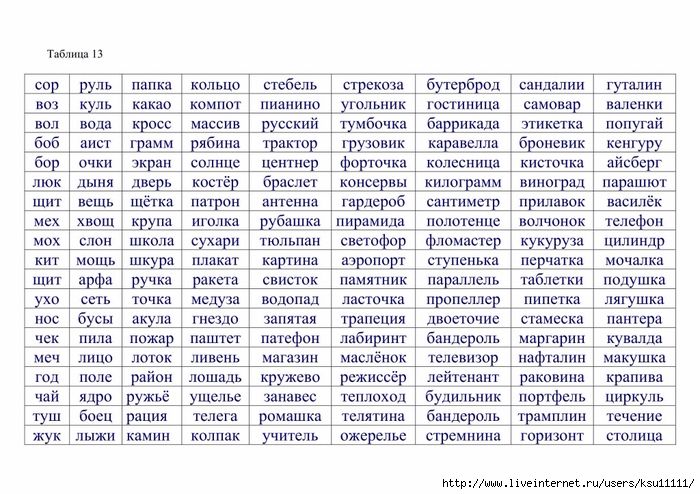 Таблица 13
сор руль папка кольцо стебель стрекоза бутерброд сандалии гуталин
воз куль какао компот пианино угольник гостиница самовар валенки
вол вода кросс массив русский тумбочка баррикада этикетка попугай
боб аист грамм рябина трактор грузовик каравелла броневик кенгуру
бор очки экран солнце центнер форточка колесница кисточка айсберг
люк дыня дверь костёр браслет консервы килограмм виноград парашют
щит вещь щётка патрон антенна гардероб сантиметр прилавок василёк
мех хвощ крупа иголка рубашка пирамида полотенце волчонок телефон
мох слон школа сухари тюльпан светофор фломастер кукуруза цилиндр
кит мощь шкура плакат картина аэропорт ступенька перчатка мочалка
щит арфа ручка ракета свисток памятник параллель таблетки подушка
ухо сеть точка медуза водопад ласточка пропеллер пипетка лягушка
нос бусы акула гнездо запятая трапеция двоеточие стамеска пантера
чек пила пожар паштет патефон лабиринт бандероль маргарин кувалда
меч лицо лоток ливень магазин маслёнок телевизор нафталин макушка
год поле район лошадь кружево режиссёр лейтенант раковина крапива
чай ядро ружьё ущелье занавес теплоход будильник портфель циркуль
туш боец рация телега ромашка телятина бандероль трамплин течение
жук лыжи камин колпак учитель ожерелье стремнина горизонт столица
http://www.liveinternet.ru/users/ksu11111/